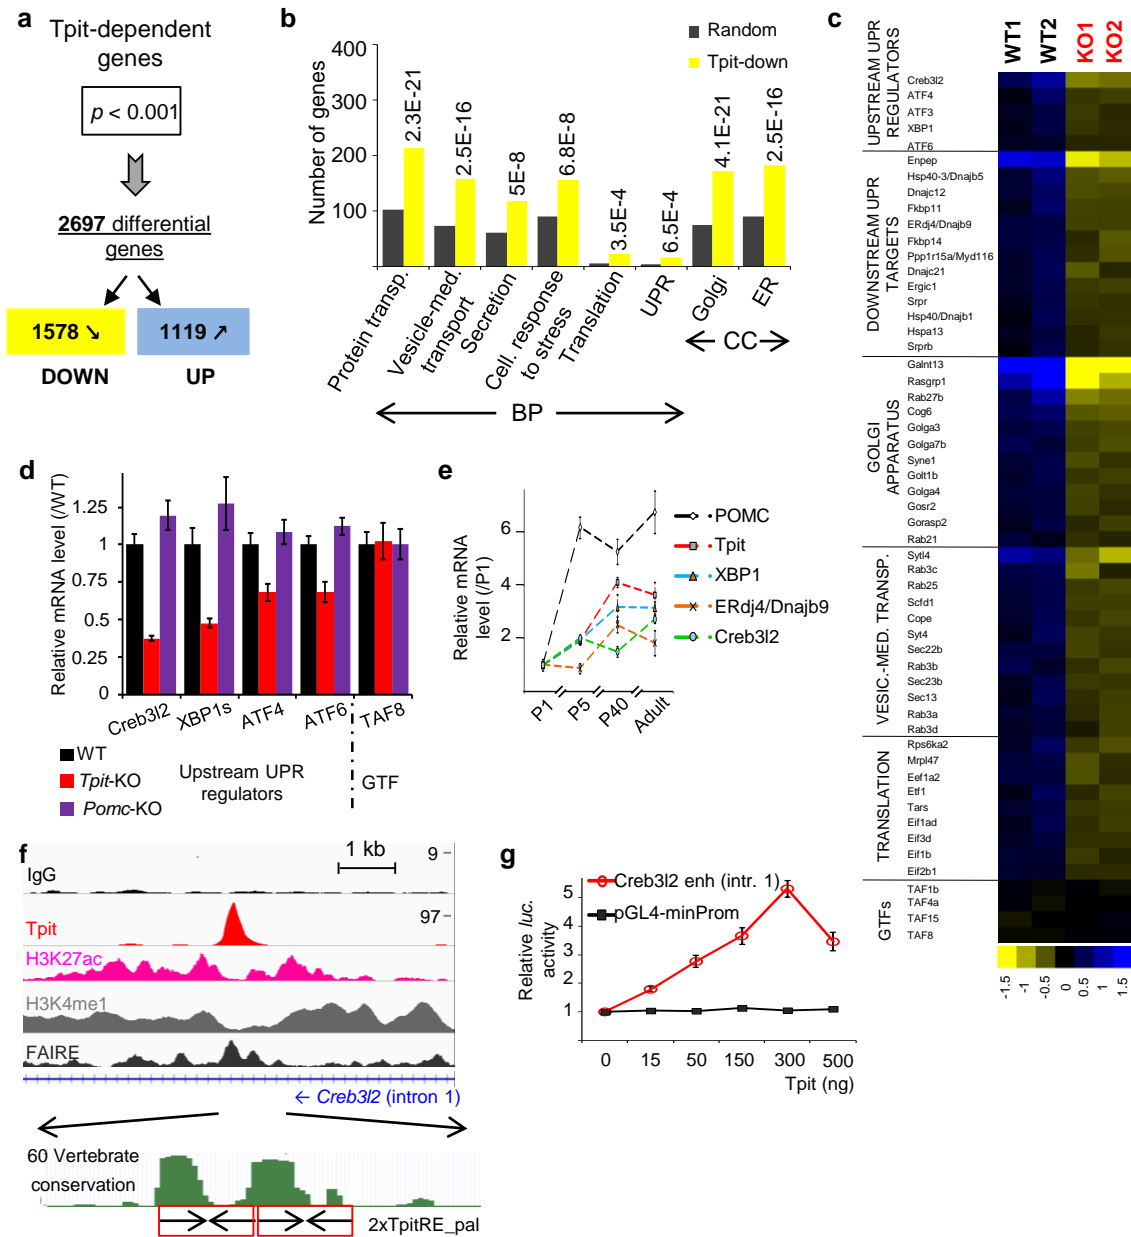 a
Tpit-dependent
genes
p < 0.001
2697 differential
genes
1578 ↘
1119 ↗
DOWN
UP
b
Random
Tpit-down
Number of genes
400
300
200
100
2.3E-21
2.5E-16
5E-8
6.8E-8
3.5E-4
6.5E-4
4.1E-21
2.5E-16
Protein transp.
Vesicle-med.
transport
Secretion
Cell. response
to stress
Translation
UPR
Golgi
ER
BP
CC
c
WT1
WT2
KO1
KO2
UPSTREAM UPR
REGULATORS
Creb3l2
ATF4
ATF3
XBP1
ATF6
DOWNSTREAM UPR
TARGETS
Enpep
Hsp40-3/Dnajb5
Dnajc12
Fkbp11
ERdj4/Dnajb9
Fkbp14
Ppp1r15a/Myd116
Dnajc21
Ergic1
Srpr
Hsp40/Dnajb1
Hspa13
Srprb
GOLGI
APPARATUS
Galnt13
Rasgrp1
Rab27b
Cog6
Golga3
Golga7b
Syne1
Golt1b
Golga4
Gosr2
Gorasp2
Rab21
VESIC.-MED. TRANSP.
Sytl4
Rab3c
Rab25
Scfd1
Cope
Syt4
Sec22b
Rab3b
Sec23b
Sec13
Rab3a
Rab3d
TRANSLATION
Rps6ka2
Mrpl47
Eef1a2
Etf1
Tars
Eif1ad
Eif3d
Eif1b
Eif2b1
GTFs
TAF1b
TAF4a
TAF15
TAF8
-1.5
-1
-0.5
0
0.5
1
1.5
d
Relative mRNA level (/WT)
1.25
1
0.75
0.5
0.25
0
Creb3l2
XBP1s
ATF4
ATF6
TAF8
WT
Tpit-KO
Pomc-KO
Upstream UPR
regulators
GTF
e
Relative mRNA
level (/P1)
6
4
2
P1
P5
P40
Adult
POMC
Tpit
XBP1
ERdj4/Dnajb9
Creb3l2
f
1 kb
9
IgG
97
Tpit
H3K27ac
H3K4me1
FAIRE
← Creb3l2 (intron 1)
60 Vertebrate
conservation
2xTpitRE_pal
g
Relative luc.
activity
Creb3l2 enh (intr. 1)
pGL4-minProm
5
4
3
2
1
0
15
50
150
300
500
Tpit (ng)